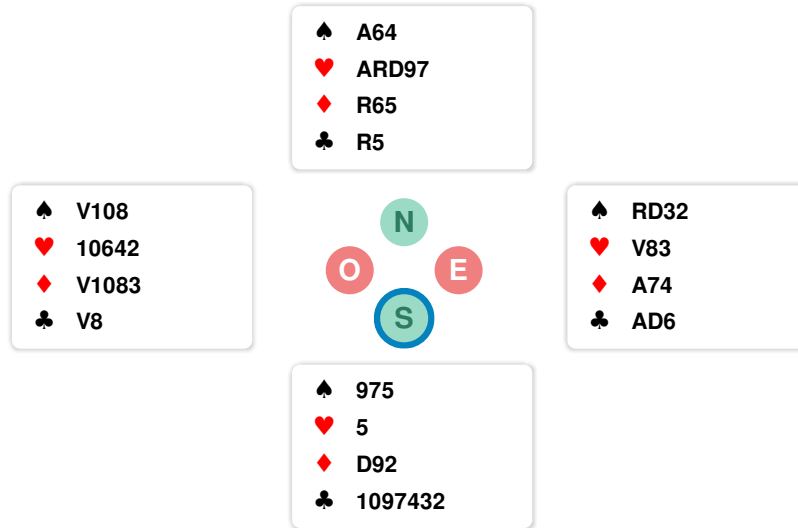 ♠ A64
♥ ARD97
♦ R65
♣ R5
♠ V108
♥ 10642
♦ V1083
♣ V8
N
O E
S
♠ RD32
♥ V83
♦ A74
♣ AD6
♠ 975
♥ 5
♦ D92
♣ 1097432